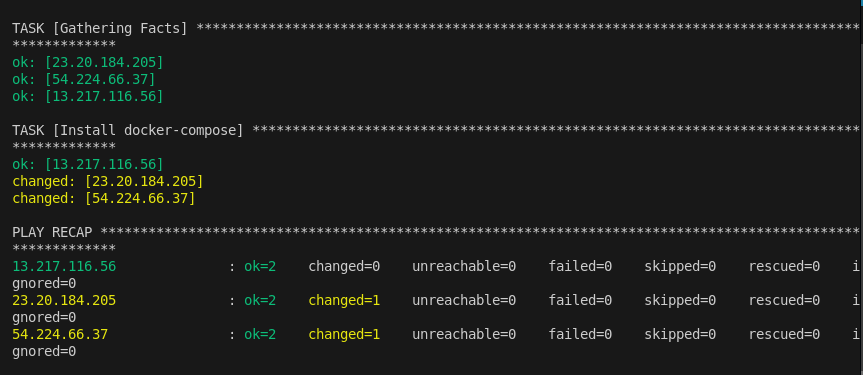 TASK [Gathering Facts] ***********************************************************************************
*************
ok: [23.20.184.205]
ok: [54.224.66.37]
ok: [13.217.116.56]
TASK [Install docker-compose] ****************************************************************************
*************
ok: [13.217.116.56]
changed: [23.20.184.205]
changed: [54.224.66.37]
PLAY RECAP ***********************************************************************************************
*************
13.217.116.56              : ok=2    changed=0    unreachable=0    failed=0    skipped=0    rescued=0    i
gnored=0
23.20.184.205              : ok=2    changed=1    unreachable=0    failed=0    skipped=0    rescued=0    i
gnored=0
54.224.66.37               : ok=2    changed=1    unreachable=0    failed=0    skipped=0    rescued=0    i
gnored=0